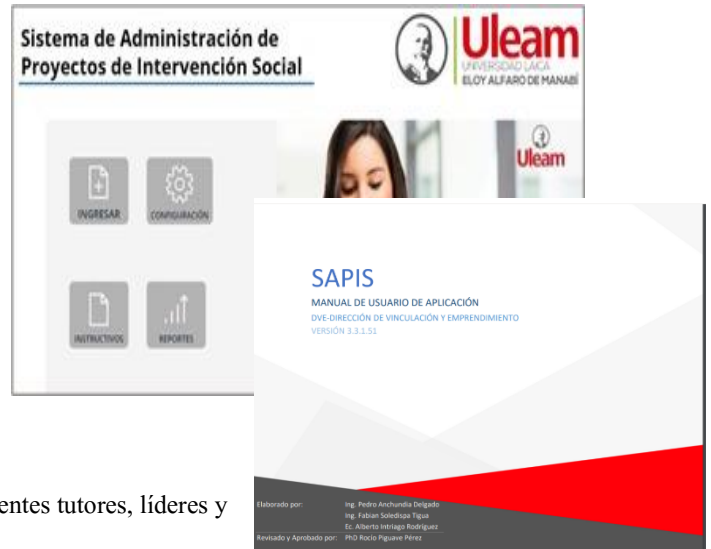 Sistema de Administración de
Proyectos de Intervención Social
Uleam
UNIVERSIDAD LAICA
ELOY ALFARO DE MANABÍ
Uleam
INGRESAR
CONFIGURACIÓN
INSTRUCTIVOS
REPORTES
SAPIS
MANUAL DE USUARIO DE APLICACIÓN
DVE-DIRECCIÓN DE VINCULACIÓN Y EMPRENDIMIENTO
VERSIÓN 3.3.1.51
Elaborado por: Ing. Pedro Anchundia Delgado
Ing. Fabian Soledispa Tigua
Ec. Alberto Intriago Rodríguez
Revisado y Aprobado por: PhD Rocío Piguave Pérez
entes tutores, líderes y